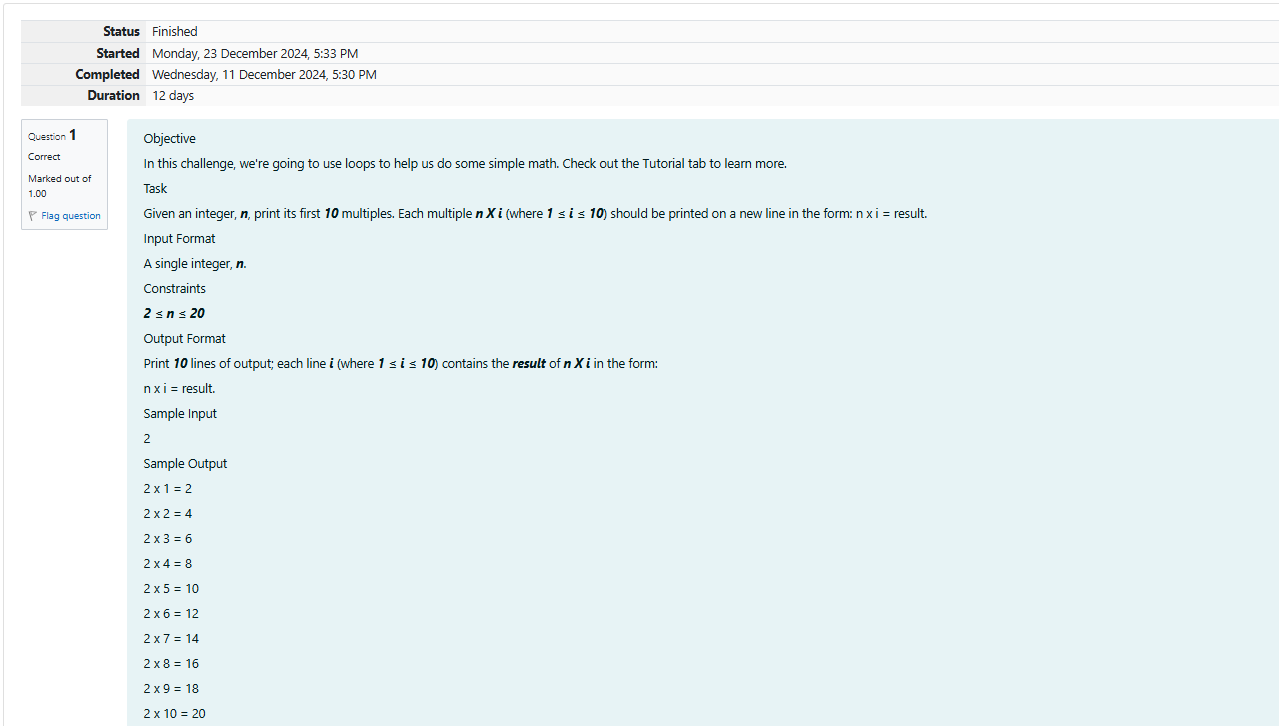 Status Finished
Started Monday, 23 December 2024, 5:33 PM
Completed Wednesday, 11 December 2024, 5:30 PM
Duration 12 days
Question 1
Correct
Marked out of
1.00
Flag question
Objective
In this challenge, we're going to use loops to help us do some simple math. Check out the Tutorial tab to learn more.
Task
Given an integer, n, print its first 10 multiples. Each multiple n X i (where 1 ≤ i ≤ 10) should be printed on a new line in the form: n x i = result.
Input Format
A single integer, n.
Constraints
2 ≤ n ≤ 20
Output Format
Print 10 lines of output; each line i (where 1 ≤ i ≤ 10) contains the result of n X i in the form:
n x i = result.
Sample Input
2
Sample Output
2 x 1 = 2
2 x 2 = 4
2 x 3 = 6
2 x 4 = 8
2 x 5 = 10
2 x 6 = 12
2 x 7 = 14
2 x 8 = 16
2 x 9 = 18
2 x 10 = 20